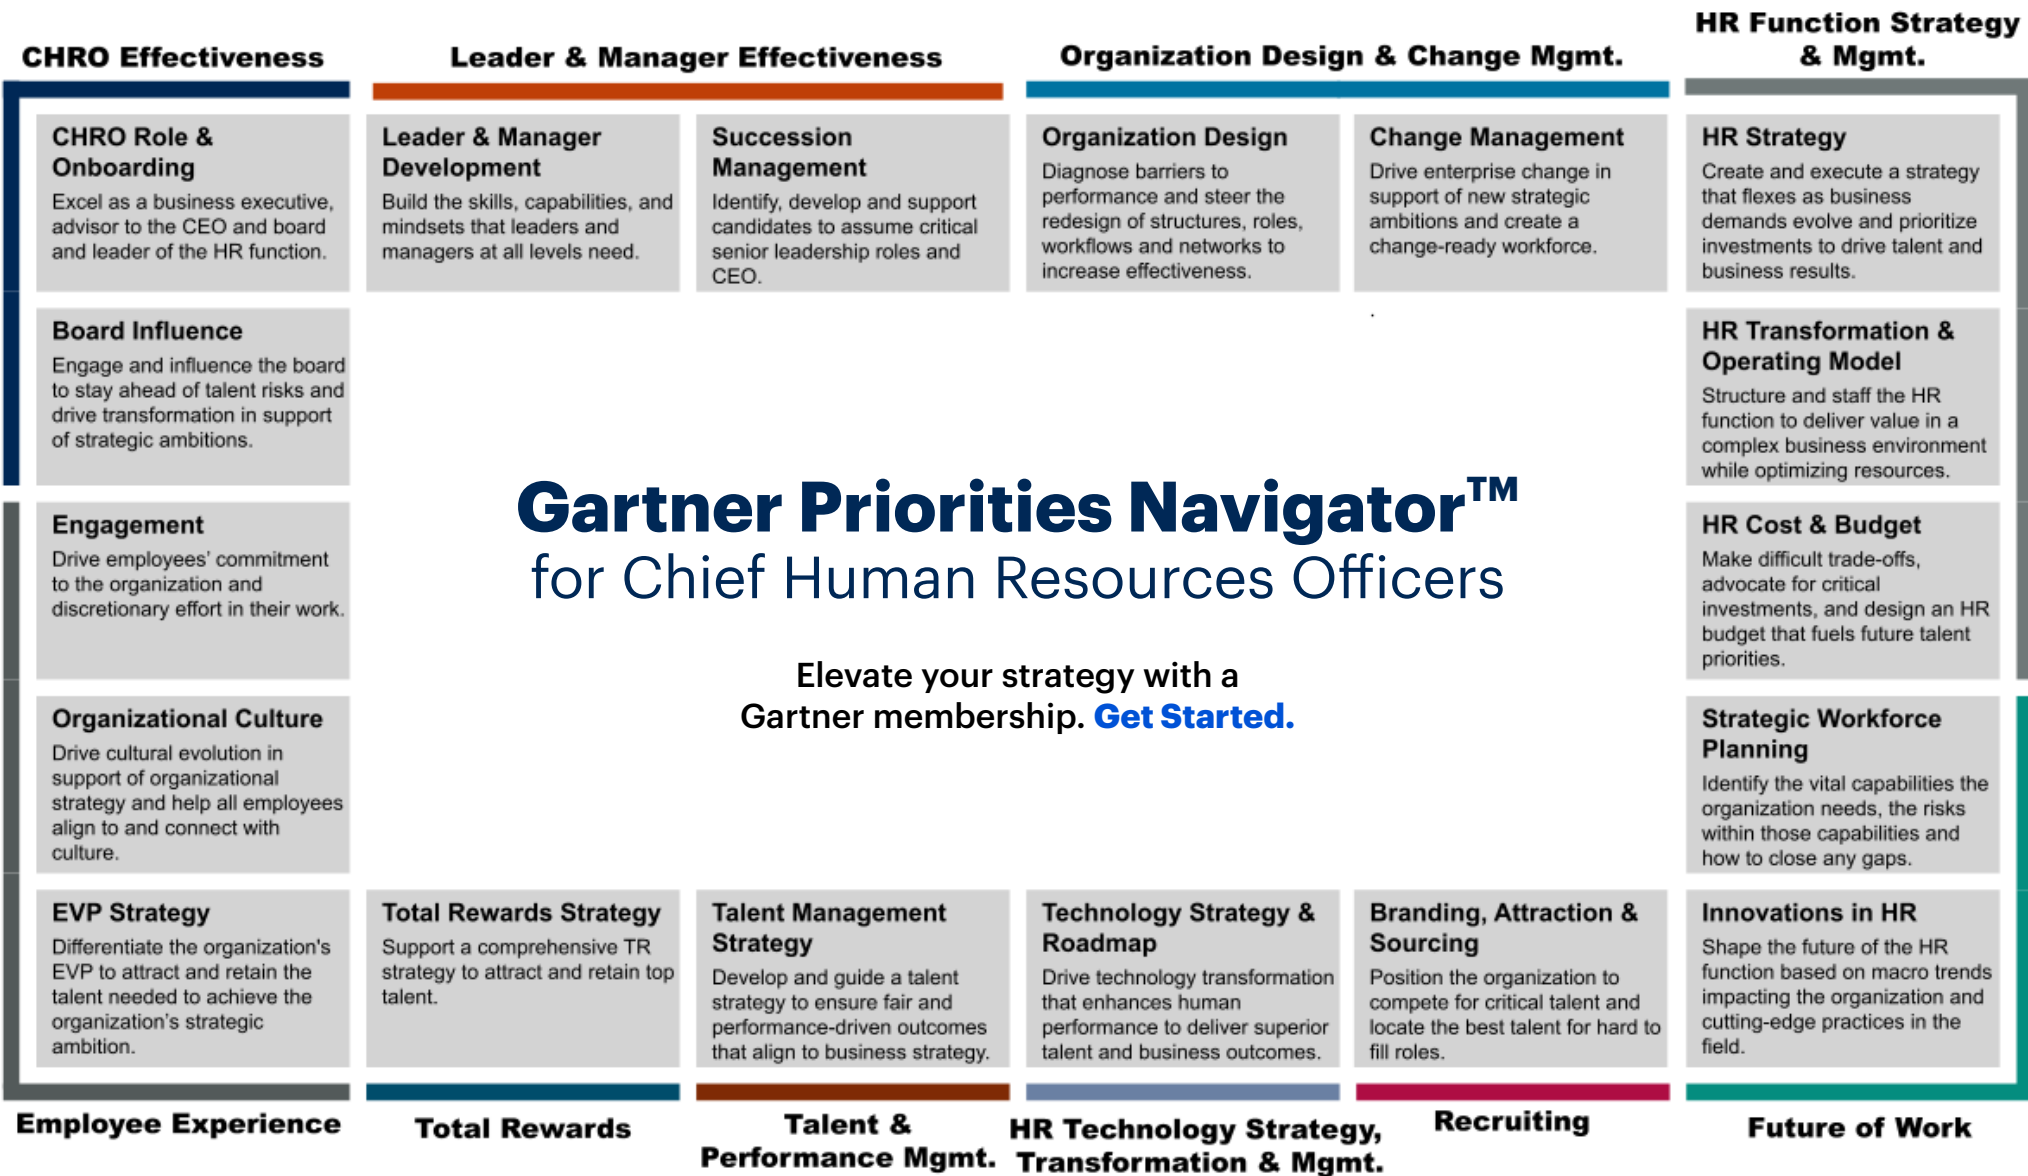 CHRO Effectiveness
Leader & Manager Effectiveness
Organization Design & Change Mgmt.
HR Function Strategy
& Mgmt.
CHRO Role &
Onboarding
Excel as a business executive,
advisor to the CEO and board
and leader of the HR function.
Leader & Manager
Development
Build the skills, capabilities, and
mindsets that leaders and
managers at all levels need.
Succession
Management
Identify, develop and support
candidates to assume critical
senior leadership roles and
CEO.
Organization Design
Diagnose barriers to
performance and steer the
redesign of structures, roles,
workflows and networks to
increase effectiveness.
Change Management
Drive enterprise change in
support of new strategic
ambitions and create a
change-ready workforce.
HR Strategy
Create and execute a strategy
that flexes as business
demands evolve and prioritize
investments to drive talent and
business results.
Board Influence
Engage and influence the board
to stay ahead of talent risks and
drive transformation in support
of strategic ambitions.
HR Transformation &
Operating Model
Structure and staff the HR
function to deliver value in a
complex business environment
while optimizing resources.
Gartner Priorities Navigator™
for Chief Human Resources Officers
Elevate your strategy with a
Gartner membership. Get Started.
Engagement
Drive employees’ commitment
to the organization and
discretionary effort in their work.
HR Cost & Budget
Make difficult trade-offs,
advocate for critical
investments, and design an HR
budget that fuels future talent
priorities.
Organizational Culture
Drive cultural evolution in
support of organizational
strategy and help all employees
align to and connect with
culture.
Strategic Workforce
Planning
Identify the vital capabilities the
organization needs, the risks
within those capabilities and
how to close any gaps.
EVP Strategy
Differentiate the organization's
EVP to attract and retain the
talent needed to achieve the
organization’s strategic
ambition.
Total Rewards Strategy
Support a comprehensive TR
strategy to attract and retain top
talent.
Talent Management
Strategy
Develop and guide a talent
strategy to ensure fair and
performance-driven outcomes
that align to business strategy.
Technology Strategy &
Roadmap
Drive technology transformation
that enhances human
performance to deliver superior
talent and business outcomes.
Branding, Attraction &
Sourcing
Position the organization to
compete for critical talent and
locate the best talent for hard to
fill roles.
Innovations in HR
Shape the future of the HR
function based on macro trends
impacting the organization and
cutting-edge practices in the
field.
Employee Experience
Total Rewards
Talent &
Performance Mgmt.
HR Technology Strategy,
Transformation & Mgmt.
Recruiting
Future of Work